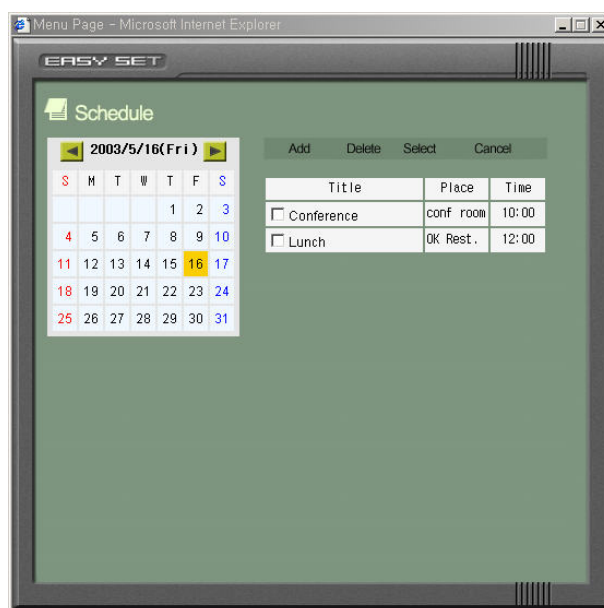 Menu Page - Microsoft Internet Explorer
EASY SET
Schedule
2003/5/16(Fri)
Add Delete Select Cancel
S M T W T F S
1 2 3
4 5 6 7 8 9 10
11 12 13 14 15 16 17
18 19 20 21 22 23 24
25 26 27 28 29 30 31
Title Place Time
Conference conf room 10:00
Lunch OK Rest. 12:00